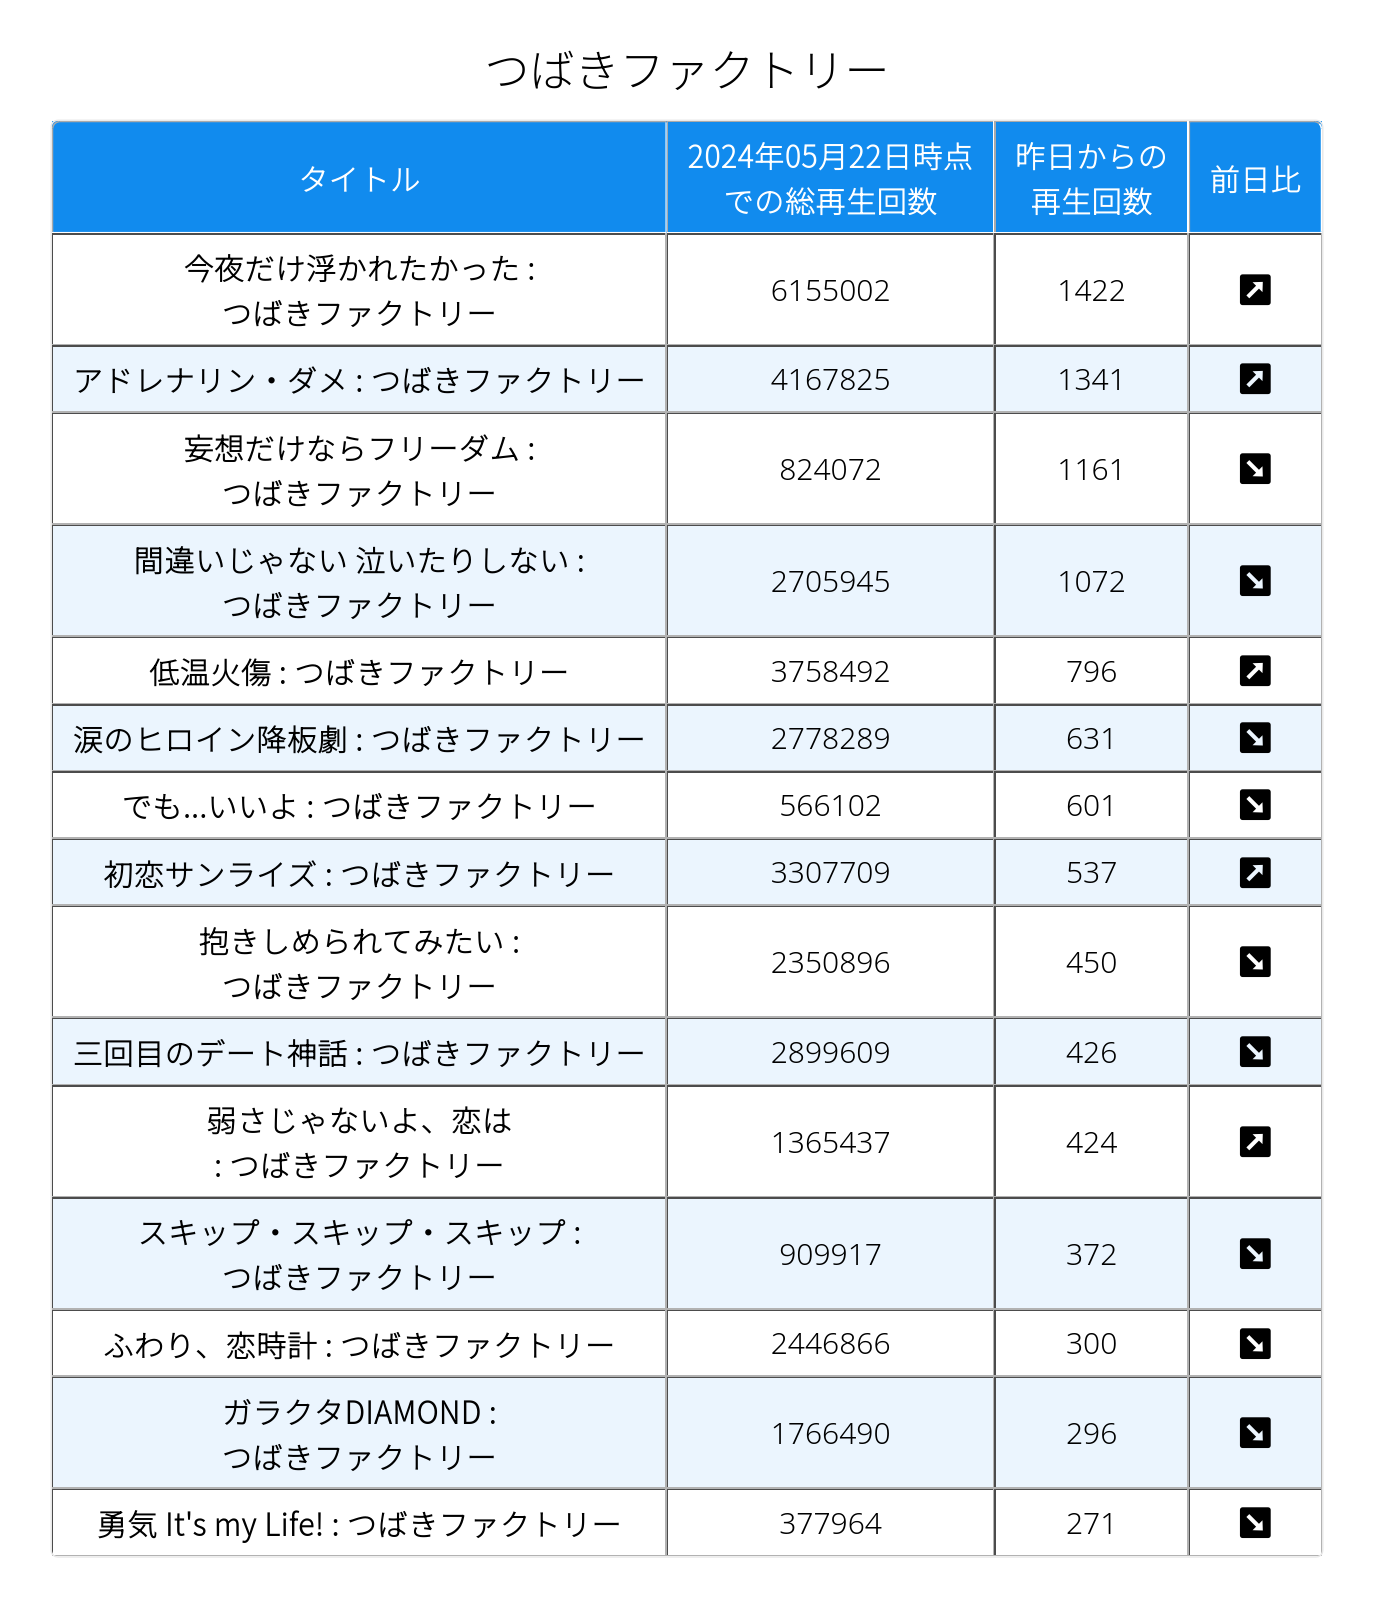 つばきファクトリー
タイトル
2024年05月22日時点
での総再生回数
昨日からの
再生回数
前日比
今夜だけ浮かれたかった :
つばきファクトリー
6155002
1422
アドレナリン・ダメ : つばきファクトリー
4167825
1341
妄想だけならフリーダム :
つばきファクトリー
824072
1161
間違いじゃない 泣いたりしない :
つばきファクトリー
2705945
1072
低温火傷 : つばきファクトリー
3758492
796
涙のヒロイン降板劇 : つばきファクトリー
2778289
631
でも...いいよ : つばきファクトリー
566102
601
初恋サンライズ : つばきファクトリー
3307709
537
抱きしめられてみたい :
つばきファクトリー
2350896
450
三回目のデート神話 : つばきファクトリー
2899609
426
弱さじゃないよ、恋は
: つばきファクトリー
1365437
424
スキップ・スキップ・スキップ :
つばきファクトリー
909917
372
ふわり、恋時計 : つばきファクトリー
2446866
300
ガラクタDIAMOND :
つばきファクトリー
1766490
296
勇気 It's my Life! : つばきファクトリー
377964
271